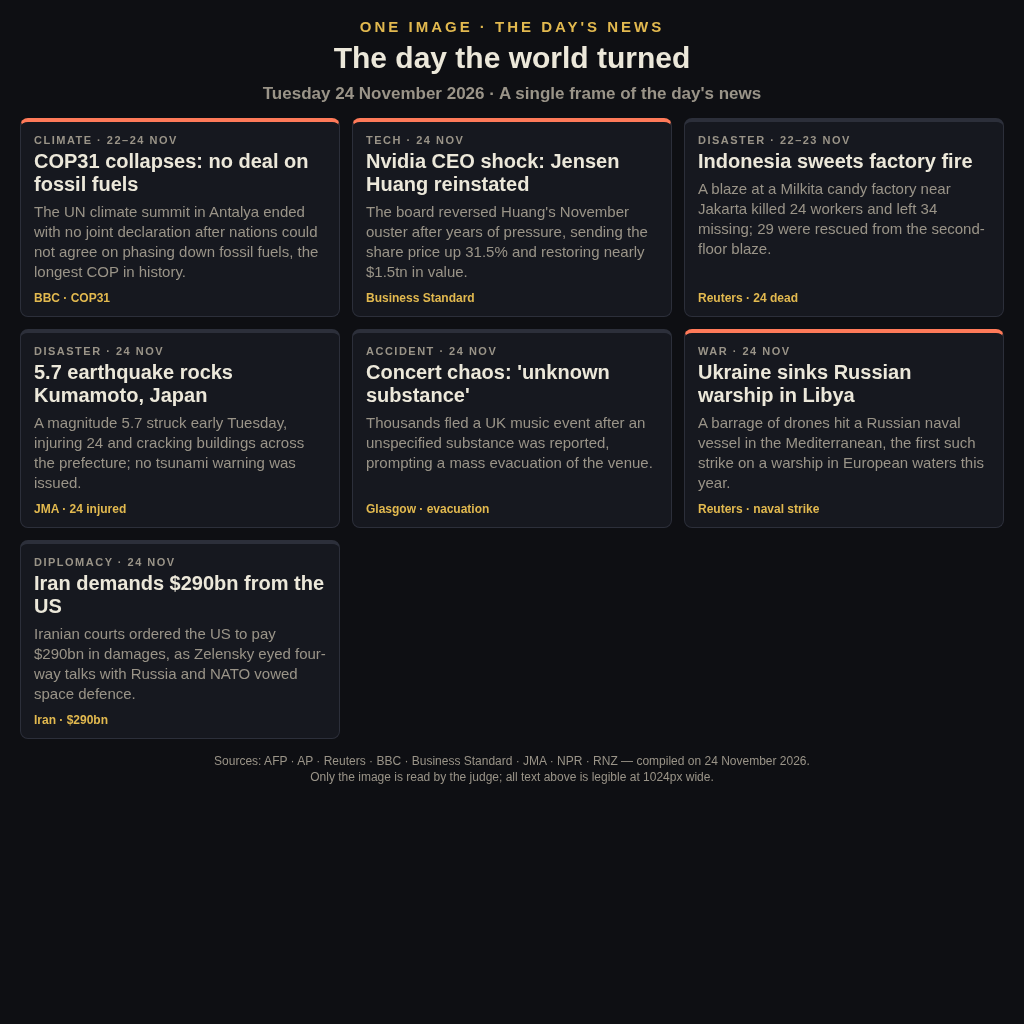 ONE IMAGE · THE DAY'S NEWS
The day the world turned
Tuesday 24 November 2026 · A single frame of the day's news
CLIMATE · 22–24 NOV
COP31 collapses: no deal on
fossil fuels
The UN climate summit in Antalya ended
with no joint declaration after nations could
not agree on phasing down fossil fuels, the
longest COP in history.
BBC · COP31
TECH · 24 NOV
Nvidia CEO shock: Jensen
Huang reinstated
The board reversed Huang's November
ouster after years of pressure, sending the
share price up 31.5% and restoring nearly
$1.5tn in value.
Business Standard
DISASTER · 22–23 NOV
Indonesia sweets factory fire
A blaze at a Milkita candy factory near
Jakarta killed 24 workers and left 34
missing; 29 were rescued from the second-
floor blaze.
Reuters · 24 dead
DISASTER · 24 NOV
5.7 earthquake rocks
Kumamoto, Japan
A magnitude 5.7 struck early Tuesday,
injuring 24 and cracking buildings across
the prefecture; no tsunami warning was
issued.
JMA · 24 injured
ACCIDENT · 24 NOV
Concert chaos: 'unknown
substance'
Thousands fled a UK music event after an
unspecified substance was reported,
prompting a mass evacuation of the venue.
Glasgow · evacuation
WAR · 24 NOV
Ukraine sinks Russian
warship in Libya
A barrage of drones hit a Russian naval
vessel in the Mediterranean, the first such
strike on a warship in European waters this
year.
Reuters · naval strike
DIPLOMACY · 24 NOV
Iran demands $290bn from the
US
Iranian courts ordered the US to pay
$290bn in damages, as Zelensky eyed four-
way talks with Russia and NATO vowed
space defence.
Iran · $290bn
Sources: AFP · AP · Reuters · BBC · Business Standard · JMA · NPR · RNZ — compiled on 24 November 2026.
Only the image is read by the judge; all text above is legible at 1024px wide.